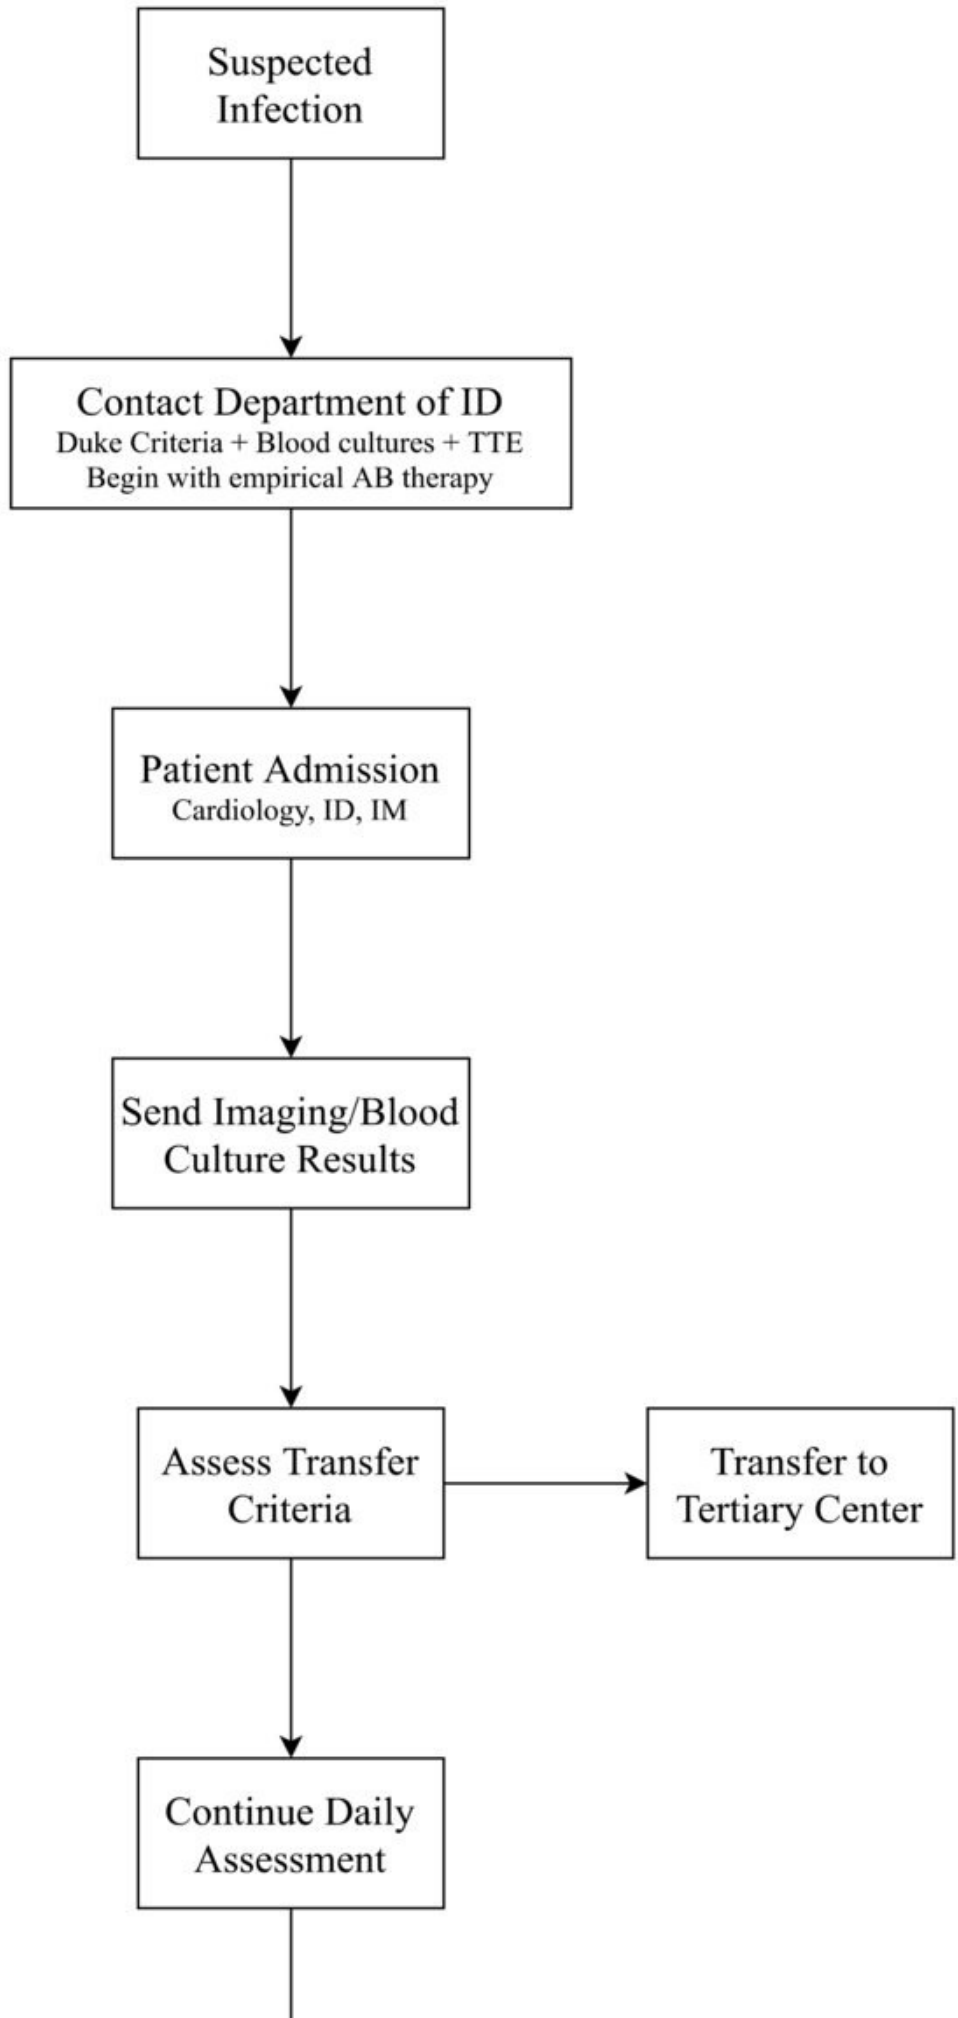 Suspected
Infection
Contact Department of ID
Duke Criteria + Blood cultures + TTE
Begin with empirical AB therapy
Patient Admission
Cardiology, ID, IM
Send Imaging/Blood
Culture Results
Assess Transfer
Criteria
Transfer to
Tertiary Center
Continue Daily
Assessment